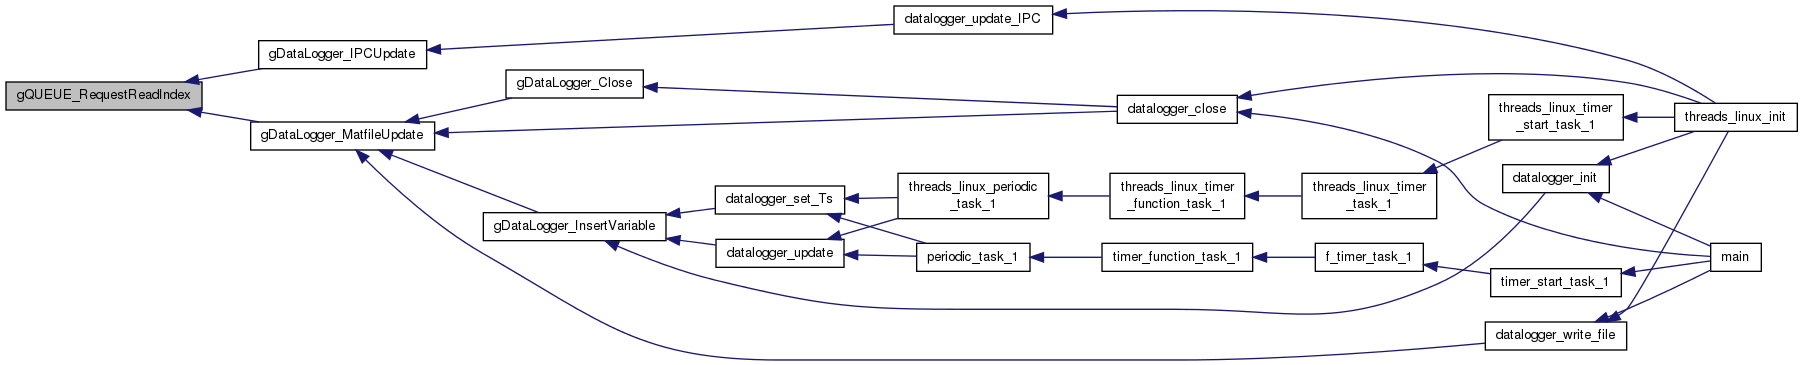 gQUEUE_RequestReadIndex
gDataLogger_IPCUpdate
datalogger_update_IPC
threads_linux_init
gDataLogger_MatfileUpdate
gDataLogger_Close
datalogger_close
main
gDataLogger_InsertVariable
datalogger_set_Ts
threads_linux_periodic
_task_1
threads_linux_timer
_function_task_1
threads_linux_timer
_task_1
threads_linux_timer
_start_task_1
periodic_task_1
timer_function_task_1
f_timer_task_1
timer_start_task_1
datalogger_update
datalogger_init
datalogger_write_file